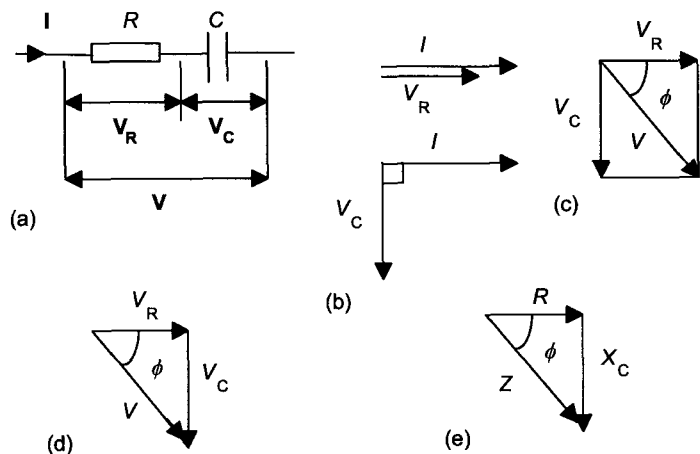 I R C
V_R V_C
V
(a)
I
V_R
I
V_C
(b)
V_R
V_C ϕ
V
(c)
V_R
ϕ V_C
V
(d)
R
ϕ X_C
Z
(e)